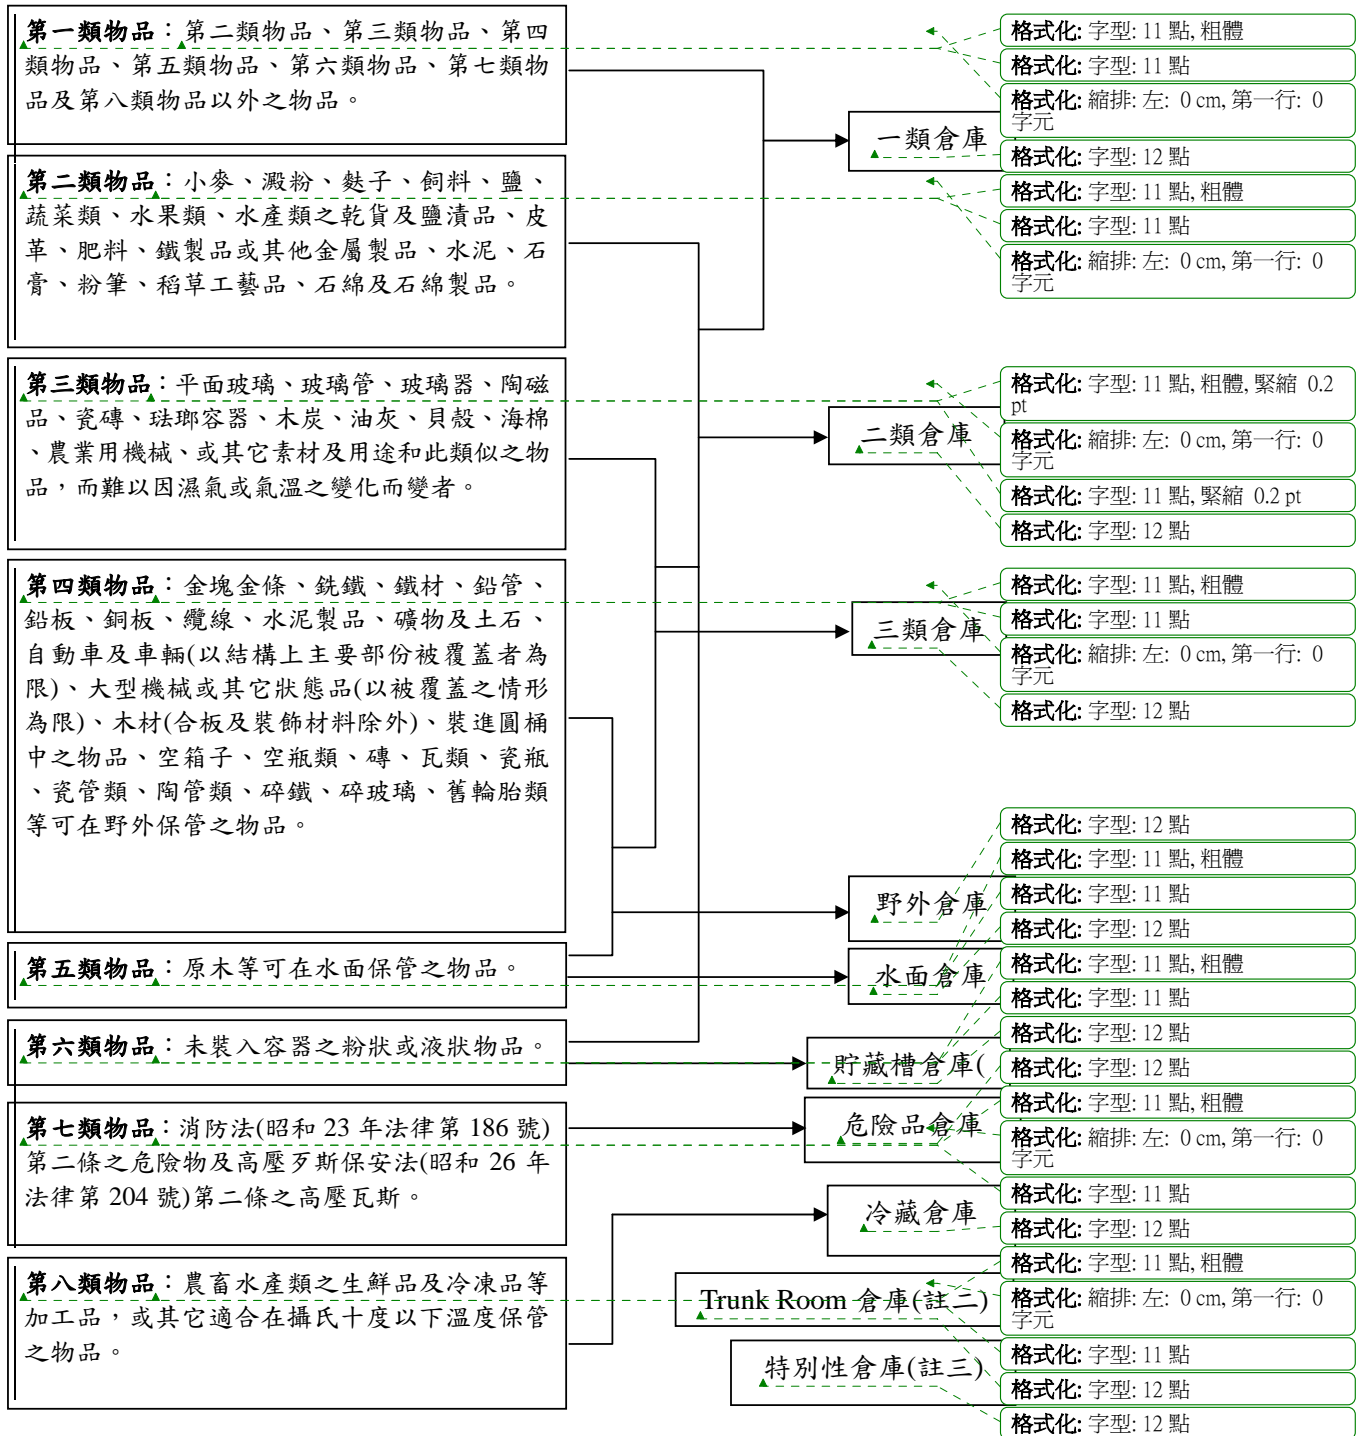 第一類物品：第二類物品、第三類物品、第四
類物品、第五類物品、第六類物品、第七類物
品及第八類物品以外之物品。
第二類物品：小麥、澱粉、麩子、飼料、鹽、
蔬菜類、水果類、水產類之乾貨及鹽漬品、皮
革、肥料、鐵製品或其他金屬製品、水泥、石
膏、粉筆、稻草工藝品、石綿及石綿製品。
第三類物品：平面玻璃、玻璃管、玻璃器、陶磁
品、瓷磚、琺瑯容器、木炭、油灰、貝殼、海棉
、農業用機械、或其它素材及用途和此類似之物
品，而難以因濕氣或氣溫之變化而變者。
第四類物品：金塊金條、銑鐵、鐵材、鉛管、
鉛板、銅板、纜線、水泥製品、礦物及土石、
自動車及車輛(以結構上主要部份被覆蓋者為
限)、大型機械或其它狀態品(以被覆蓋之情形
為限)、木材(合板及裝飾材料除外)、裝進圓桶
中之物品、空箱子、空瓶類、磚、瓦類、瓷瓶
、瓷管類、陶管類、碎鐵、碎玻璃、舊輪胎類
等可在野外保管之物品。
第五類物品：原木等可在水面保管之物品。
第六類物品：未裝入容器之粉狀或液狀物品。
第七類物品：消防法(昭和 23 年法律第 186 號)
第二條之危險物及高壓歹斯保安法(昭和 26 年
法律第 204 號)第二條之高壓瓦斯。
第八類物品：農畜水產類之生鮮品及冷凍品等
加工品，或其它適合在攝氏十度以下溫度保管
之物品。
一類倉庫
二類倉庫
三類倉庫
野外倉庫
水面倉庫
貯藏槽倉庫(
危險品倉庫
冷藏倉庫
Trunk Room 倉庫(註二)
特別性倉庫(註三)
格式化: 字型: 11 點, 粗體
格式化: 字型: 11 點
格式化: 縮排: 左: 0 cm, 第一行: 0
字元
格式化: 字型: 12 點
格式化: 字型: 11 點, 粗體
格式化: 字型: 11 點
格式化: 縮排: 左: 0 cm, 第一行: 0
字元
格式化: 字型: 11 點, 粗體, 緊縮 0.2
pt
格式化: 縮排: 左: 0 cm, 第一行: 0
字元
格式化: 字型: 11 點, 緊縮 0.2 pt
格式化: 字型: 12 點
格式化: 字型: 11 點, 粗體
格式化: 字型: 11 點
格式化: 縮排: 左: 0 cm, 第一行: 0
字元
格式化: 字型: 12 點
格式化: 字型: 12 點
格式化: 字型: 11 點, 粗體
格式化: 字型: 11 點
格式化: 字型: 12 點
格式化: 字型: 11 點, 粗體
格式化: 字型: 11 點
格式化: 字型: 12 點
格式化: 字型: 12 點
格式化: 字型: 11 點, 粗體
格式化: 縮排: 左: 0 cm, 第一行: 0
字元
格式化: 字型: 11 點
格式化: 字型: 12 點
格式化: 字型: 11 點, 粗體
格式化: 縮排: 左: 0 cm, 第一行: 0
字元
格式化: 字型: 11 點
格式化: 字型: 12 點
格式化: 字型: 12 點